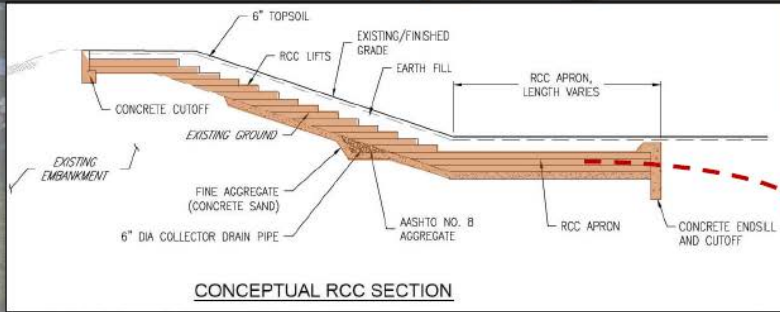 6" TOPSOIL
EXISTING/FINISHED
GRADE
RCC LIFTS
EARTH FILL
RCC APRON,
LENGTH VARIES
CONCRETE CUTOFF
EXISTING GROUND
EXISTING
EMBANKMENT
FINE AGGREGATE
(CONCRETE SAND)
AASHTO NO. 8
AGGREGATE
6" DIA COLLECTOR DRAIN PIPE
RCC APRON
CONCRETE ENDSILL
AND CUTOFF
CONCEPTUAL RCC SECTION